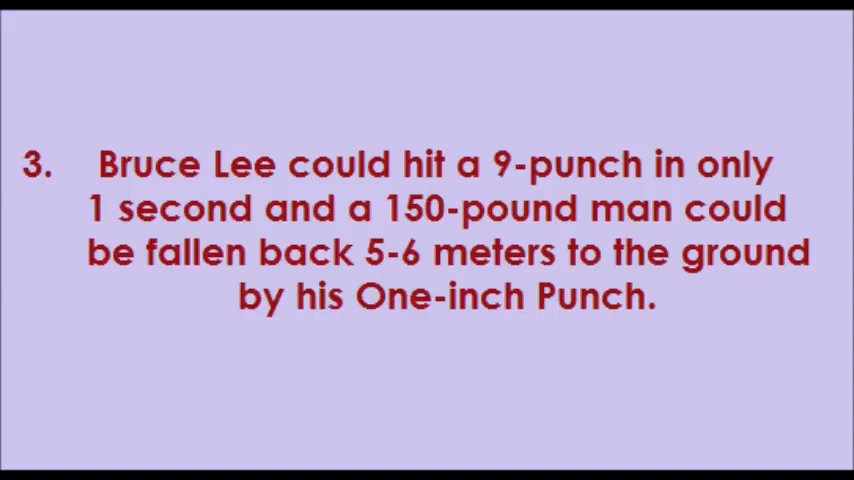 3. Bruce Lee could hit a 9-punch in only
1 second and a 150-pound man could
be fallen back 5-6 meters to the ground
by his One-inch Punch.